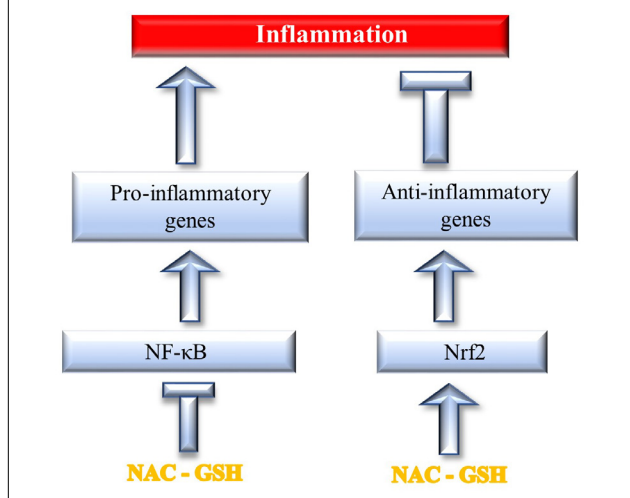 Inflammation
Pro-inflammatory
genes
Anti-inflammatory
genes
NF-κB
Nrf2
NAC - GSH
NAC - GSH